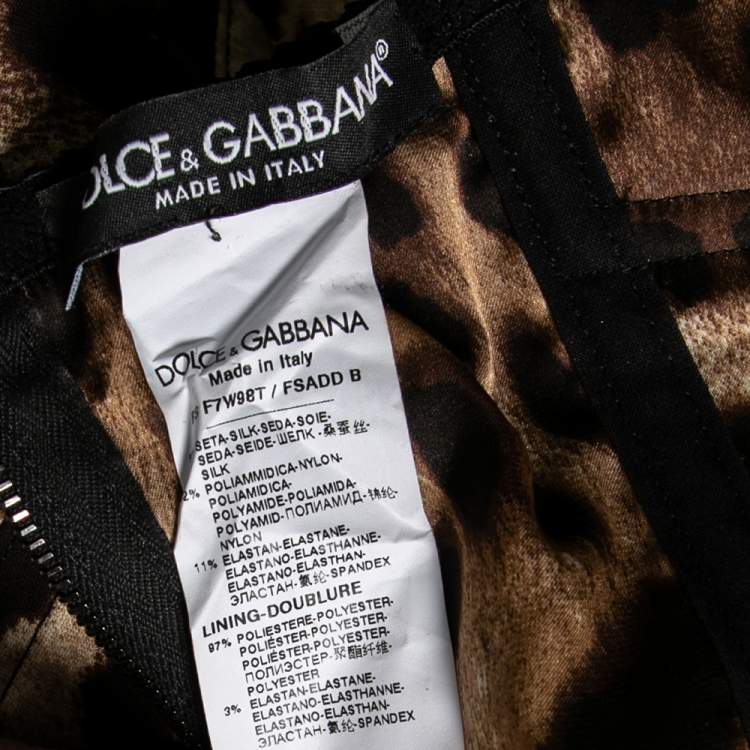 DOLCE & GABBANA®
MADE IN ITALY
DOLCE & GABBANA
Made in Italy
F7W98T / FSADD B
SETA-SILK-SEDA-SOIE-
SEDA-SEIDE-ШЕЛК-桑蚕丝-
SILK
2% POLIAMMIDICA-NYLON-
POLIAMIDICA-
POLYAMIDE-POLIAMIDA-
POLYAMID-ПОЛИАМИД-锦纶-
NYLON
11% ELASTAN-ELASTANE-
ELASTANO-ELASTHANNE-
ELASTANO-ELASTHAN-
ЭЛАСТАН-氨纶-SPANDEX
LINING-DOUBLURE
97% POLIESTERE-POLYESTER-
POLIÉSTER-POLYESTER-
POLIÉSTER-POLYESTER-
ПОЛИЭСТЕР-聚酯纤维-
POLYESTER
3% ELASTAN-ELASTANE-
ELASTANO-ELASTHANNE-
ELASTANO-ELASTHAN-
ЭЛАСТАН-氨纶-SPANDEX